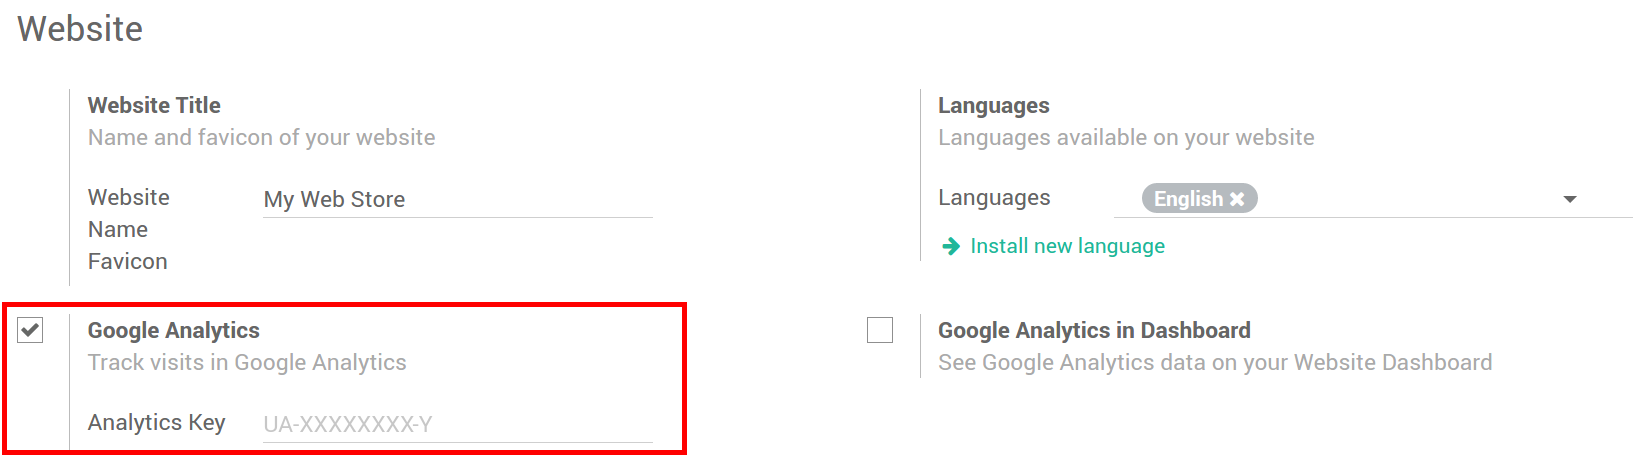 Website
Website Title
Name and favicon of your website
Website
Name
My Web Store
Favicon
Languages
Languages available on your website
Languages
English
Install new language
Google Analytics
Track visits in Google Analytics
Analytics Key
UA-XXXXXXXX-Y
Google Analytics in Dashboard
See Google Analytics data on your Website Dashboard